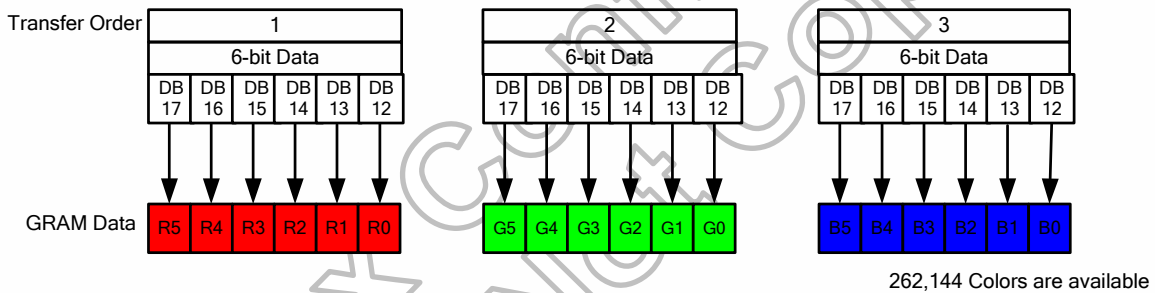 Transfer Order 1 2 3
6-bit Data 6-bit Data 6-bit Data
DB DB DB DB DB DB DB DB DB DB DB DB DB DB DB DB DB DB
17 16 15 14 13 12 17 16 15 14 13 12 17 16 15 14 13 12
GRAM Data R5 R4 R3 R2 R1 R0 G5 G4 G3 G2 G1 G0 B5 B4 B3 B2 B1 B0
262,144 Colors are available